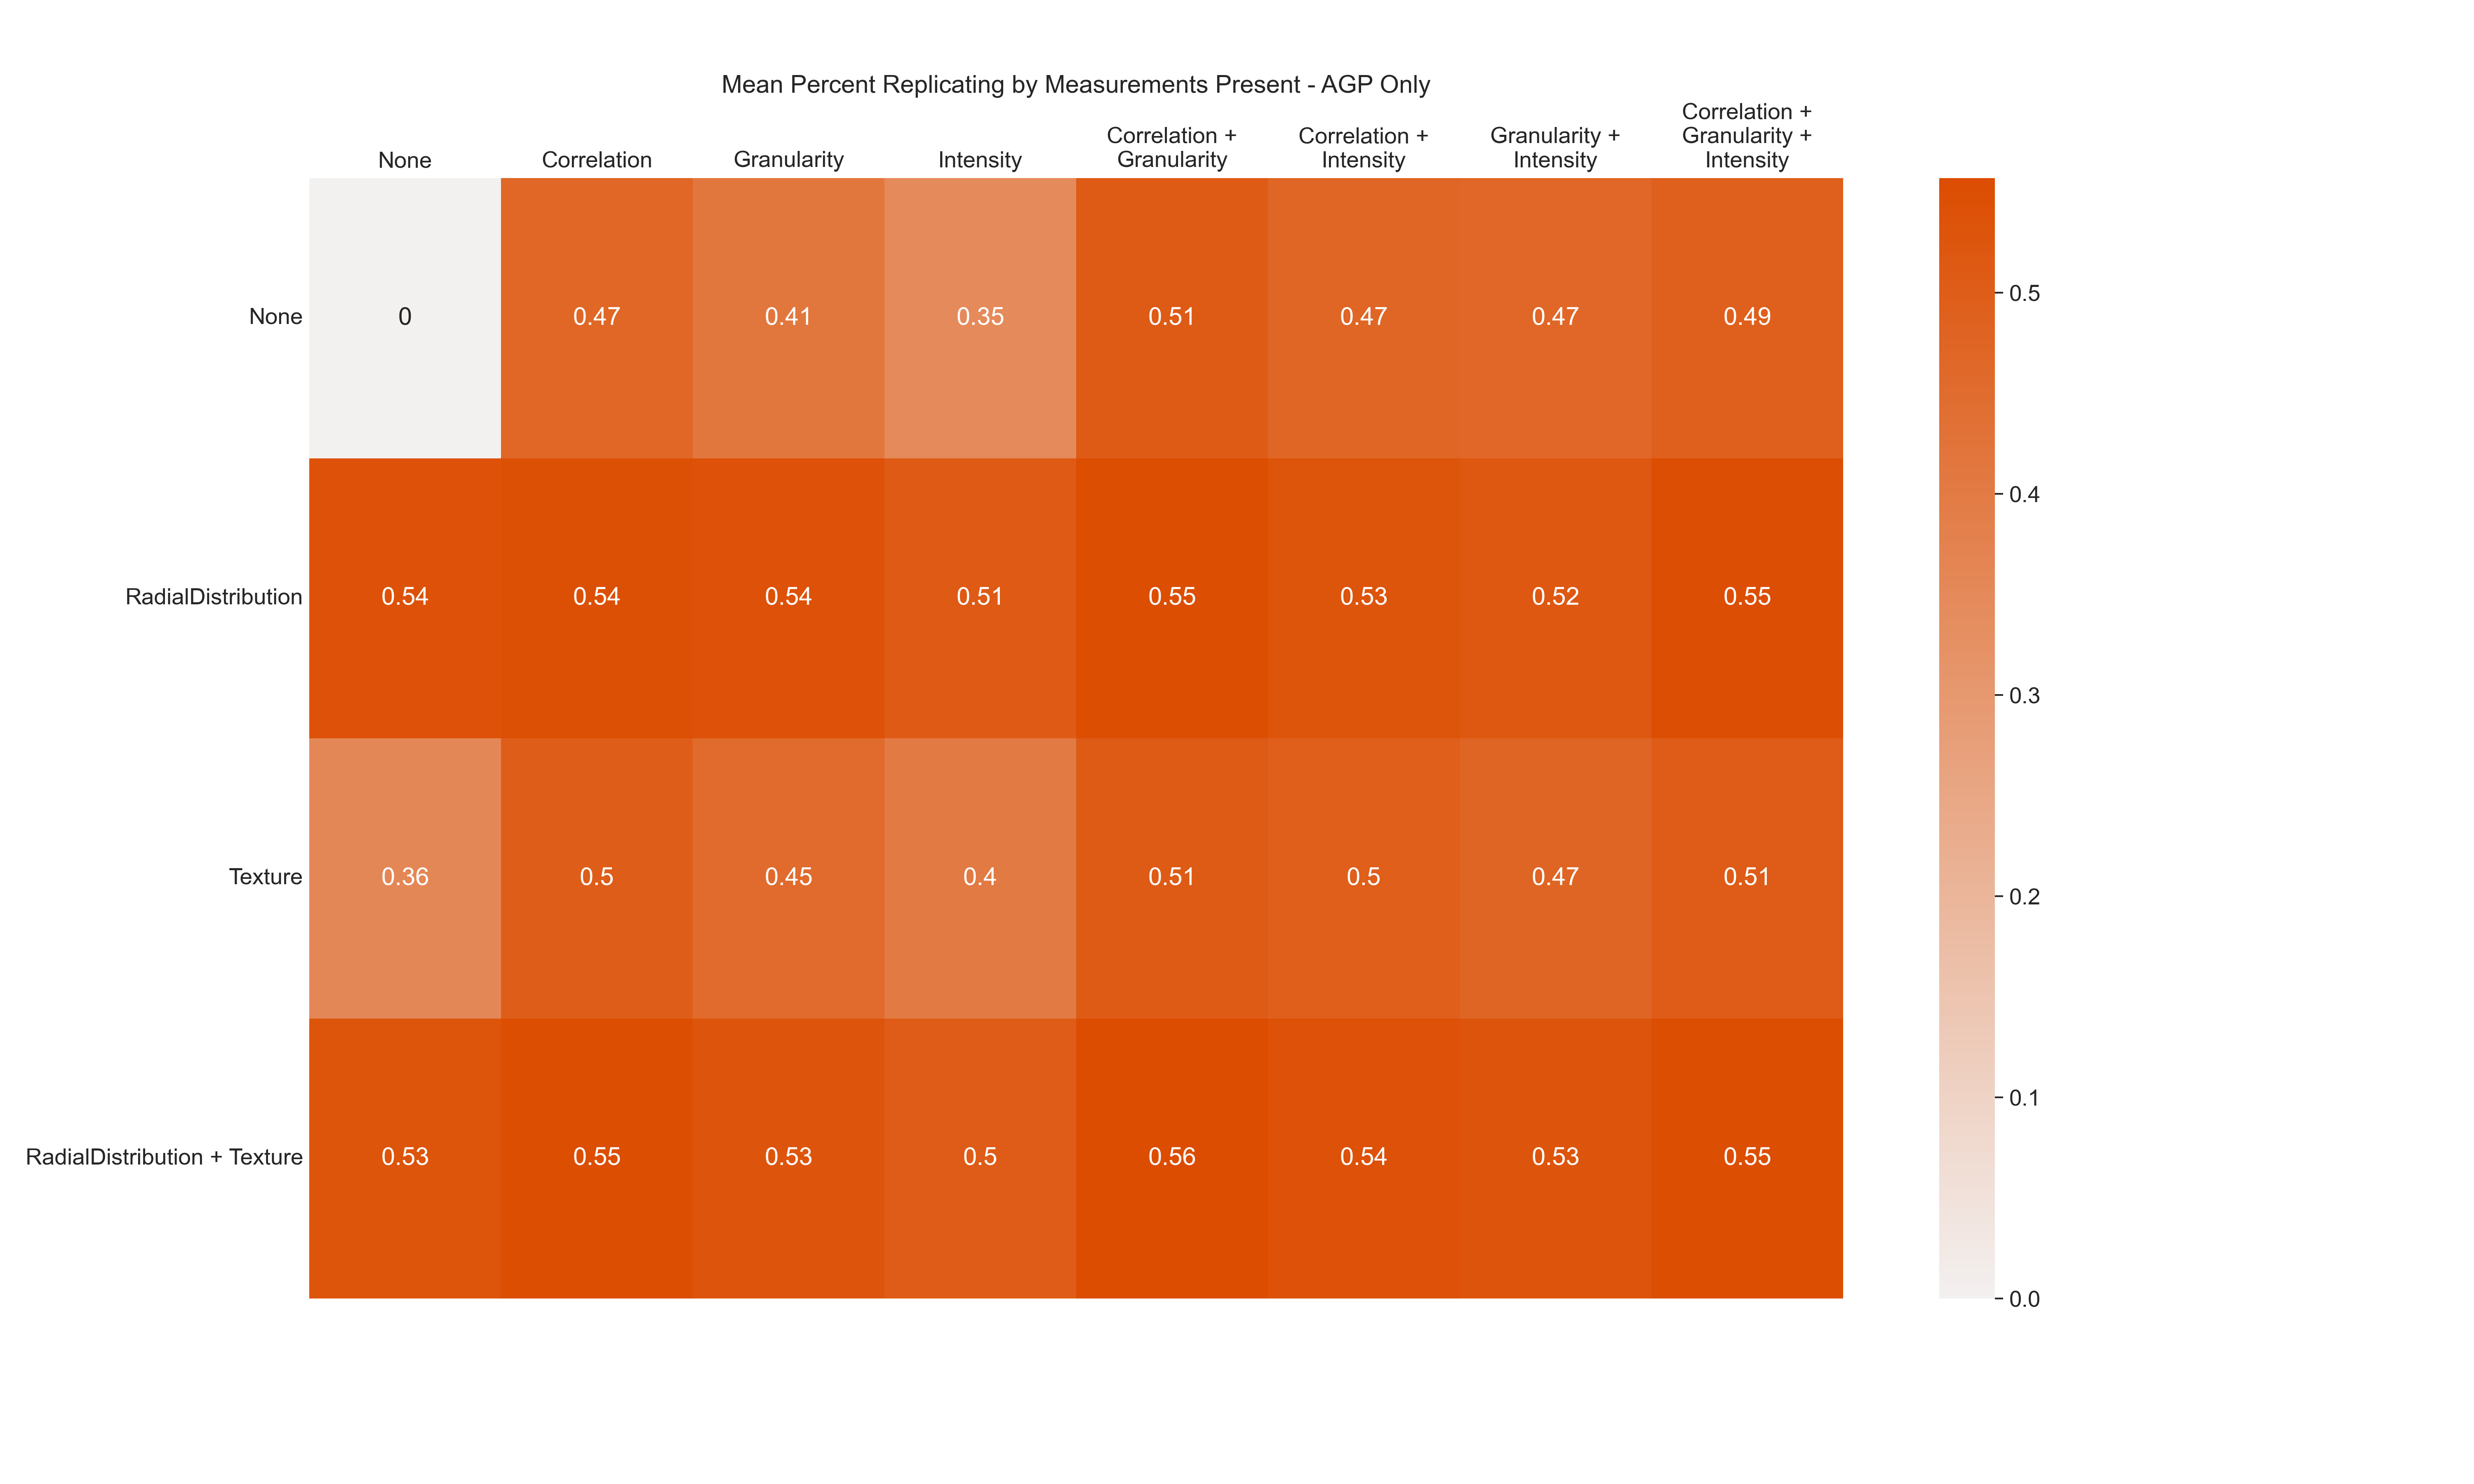 Mean Percent Replicating by Measurements Present - AGP Only
None
Correlation
Granularity
Intensity
Correlation +
Granularity
Correlation +
Intensity
Granularity +
Intensity
Correlation +
Granularity +
Intensity
None
0
0.47
0.41
0.35
0.51
0.47
0.47
0.49
RadialDistribution
0.54
0.54
0.54
0.51
0.55
0.53
0.52
0.55
Texture
0.36
0.5
0.45
0.4
0.51
0.5
0.47
0.51
RadialDistribution + Texture
0.53
0.55
0.53
0.5
0.56
0.54
0.53
0.55
0.5
0.4
0.3
0.2
0.1
0.0